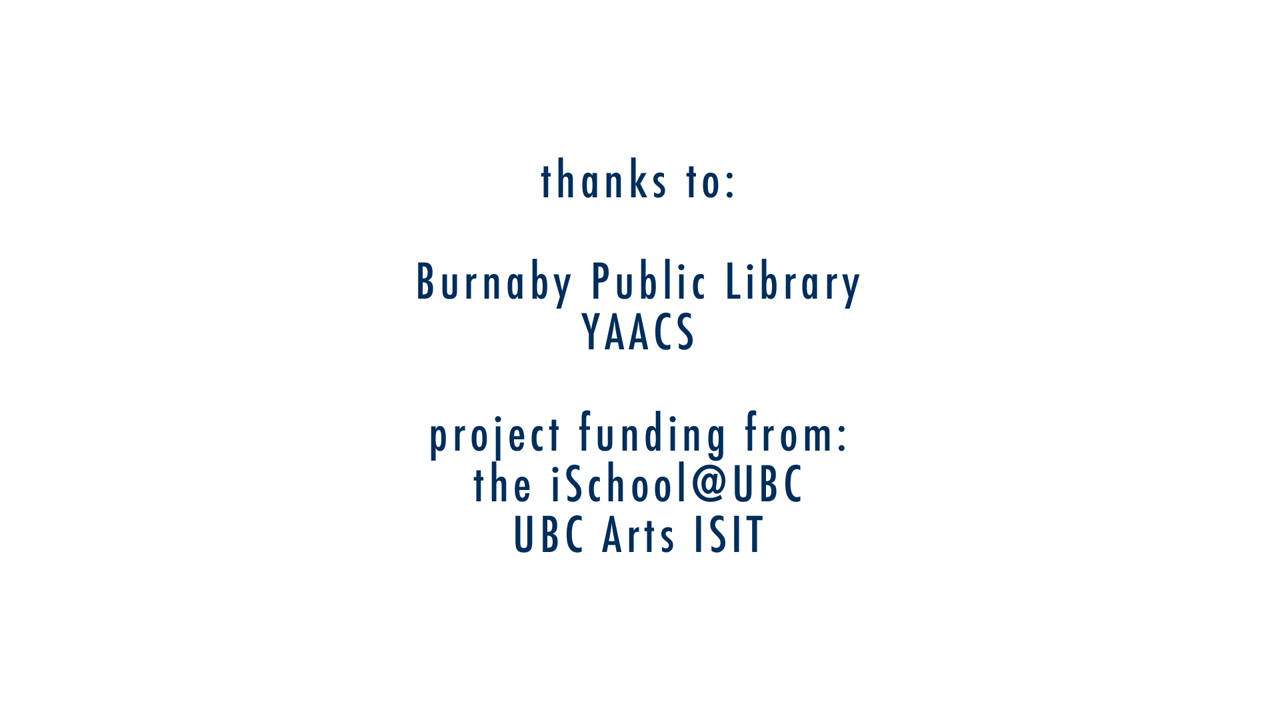 thanks to:
Burnaby Public Library
YAACS
project funding from:
the iSchool@UBC
UBC Arts ISIT